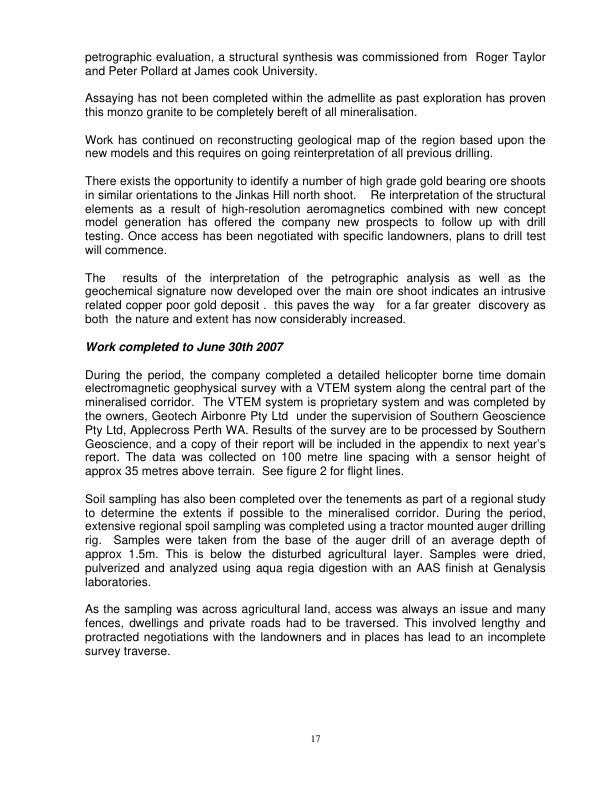 petrographic evaluation, a structural synthesis was commissioned from Roger Taylor
and Peter Pollard at James cook University.
Assaying has not been completed within the admellite as past exploration has proven
this monzo granite to be completely bereft of all mineralisation.
Work has continued on reconstructing geological map of the region based upon the
new models and this requires on going reinterpretation of all previous drilling.
There exists the opportunity to identify a number of high grade gold bearing ore shoots
in similar orientations to the Jinkas Hill north shoot. Re interpretation of the structural
elements as a result of high-resolution aeromagnetics combined with new concept
model generation has offered the company new prospects to follow up with drill
testing. Once access has been negotiated with specific landowners, plans to drill test
will commence.
The results of the interpretation of the petrographic analysis as well as the
geochemical signature now developed over the main ore shoot indicates an intrusive
related copper poor gold deposit . this paves the way for a far greater discovery as
both the nature and extent has now considerably increased.
Work completed to June 30th 2007
During the period, the company completed a detailed helicopter borne time domain
electromagnetic geophysical survey with a VTEM system along the central part of the
mineralised corridor. The VTEM system is proprietary system and was completed by
the owners, Geotech Airbonre Pty Ltd under the supervision of Southern Geoscience
Pty Ltd, Applecross Perth WA. Results of the survey are to be processed by Southern
Geoscience, and a copy of their report will be included in the appendix to next year's
report. The data was collected on 100 metre line spacing with a sensor height of
approx 35 metres above terrain. See figure 2 for flight lines.
Soil sampling has also been completed over the tenements as part of a regional study
to determine the extents if possible to the mineralised corridor. During the period,
extensive regional spoil sampling was completed using a tractor mounted auger drilling
rig. Samples were taken from the base of the auger drill of an average depth of
approx 1.5m. This is below the disturbed agricultural layer. Samples were dried,
pulverized and analyzed using aqua regia digestion with an AAS finish at Genalysis
laboratories.
As the sampling was across agricultural land, access was always an issue and many
fences, dwellings and private roads had to be traversed. This involved lengthy and
protracted negotiations with the landowners and in places has lead to an incomplete
survey traverse.
17